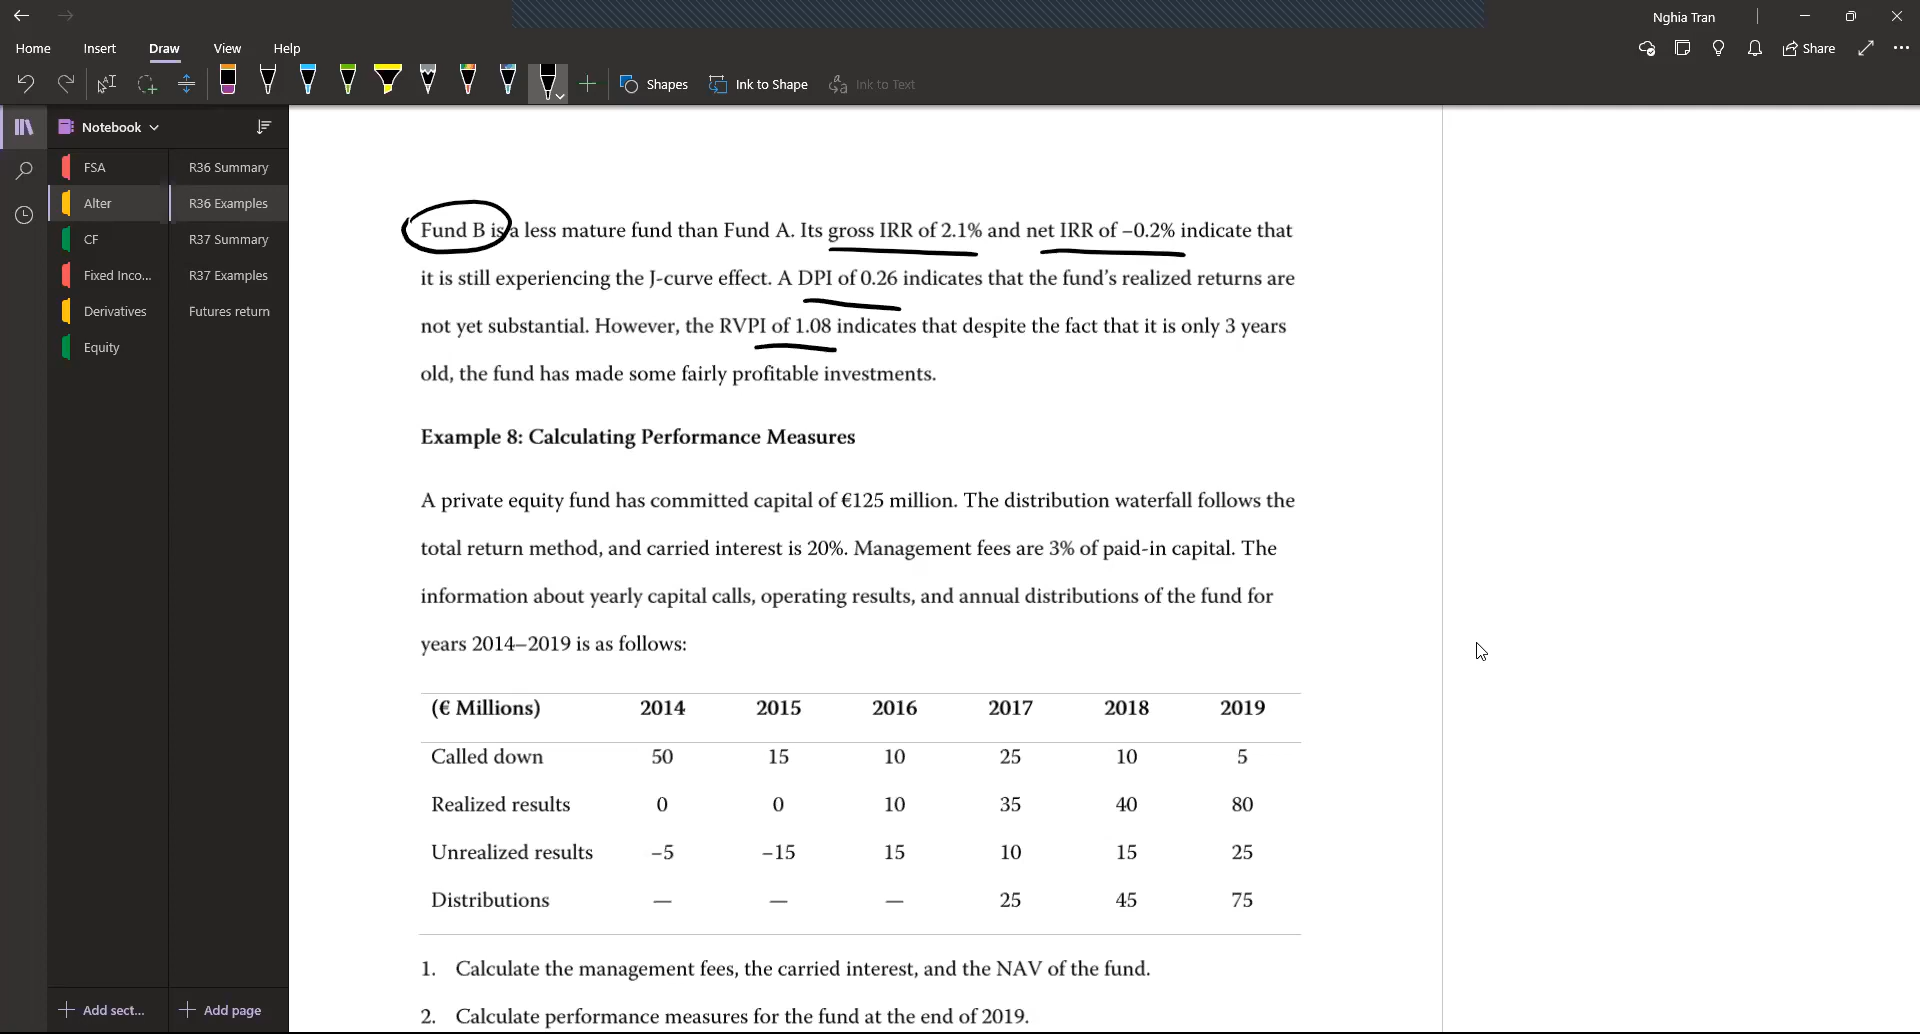 Nghia Tran
Home Insert Draw View Help
Share
Shapes Ink to Shape Ink to Text
Notebook
FSA
Alter
CF
Fixed Inco...
Derivatives
Equity
Add sect...
R36 Summary
R36 Examples
R37 Summary
R37 Examples
Futures return
Add page
Fund B is a less mature fund than Fund A. Its gross IRR of 2.1% and net IRR of –0.2% indicate that
it is still experiencing the J-curve effect. A DPI of 0.26 indicates that the fund’s realized returns are
not yet substantial. However, the RVPI of 1.08 indicates that despite the fact that it is only 3 years
old, the fund has made some fairly profitable investments.
Example 8: Calculating Performance Measures
A private equity fund has committed capital of €125 million. The distribution waterfall follows the
total return method, and carried interest is 20%. Management fees are 3% of paid-in capital. The
information about yearly capital calls, operating results, and annual distributions of the fund for
years 2014–2019 is as follows:
(€ Millions) 2014 2015 2016 2017 2018 2019
Called down 50 15 10 25 10 5
Realized results 0 0 10 35 40 80
Unrealized results –5 –15 15 10 15 25
Distributions — — — 25 45 75
1. Calculate the management fees, the carried interest, and the NAV of the fund.
2. Calculate performance measures for the fund at the end of 2019.